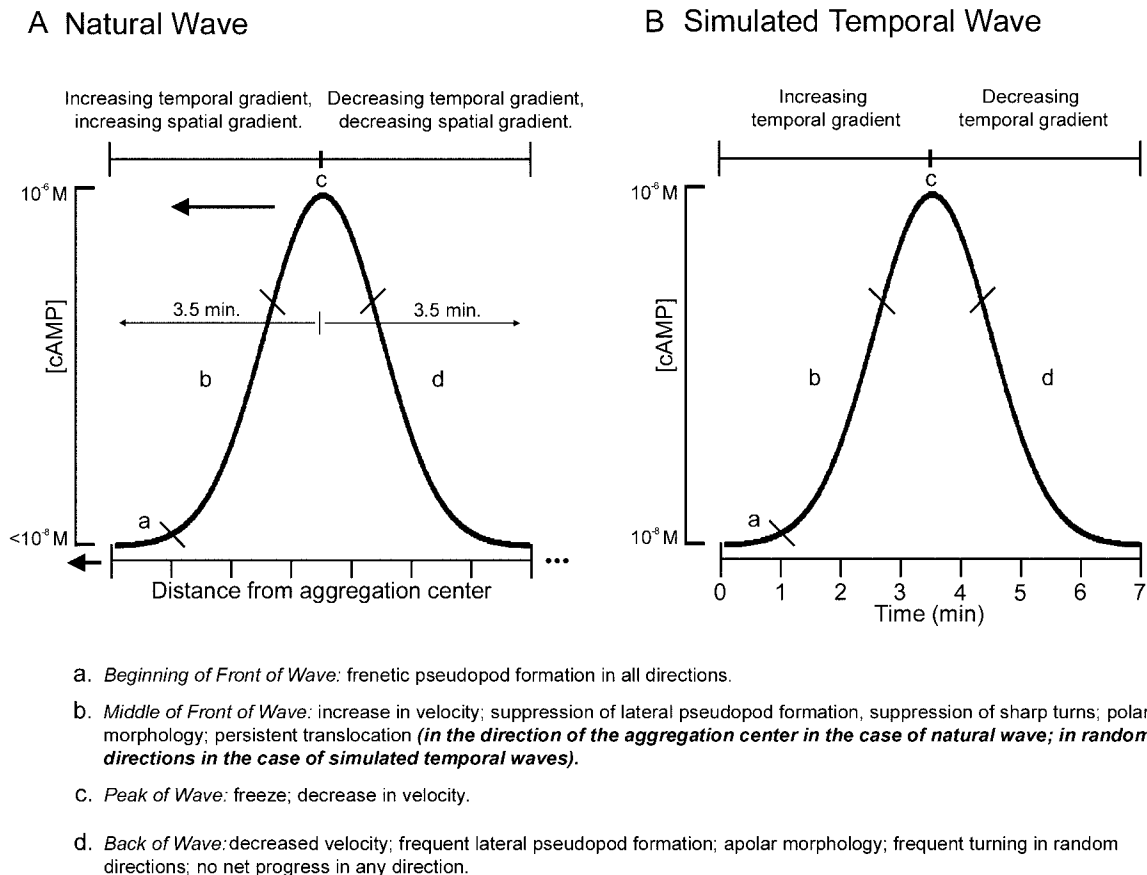 A Natural Wave
B Simulated Temporal Wave
Increasing temporal gradient,
increasing spatial gradient.
Decreasing temporal gradient,
decreasing spatial gradient.
c
10⁻⁶M
3.5 min.
3.5 min.
[cAMP]
b
d
a
<10⁻⁸M
...
Distance from aggregation center
Increasing
temporal gradient
Decreasing
temporal gradient
c
10⁻⁶M
[cAMP]
b
d
a
10⁻⁸M
0 1 2 3 4 5 6 7
Time (min)
a. Beginning of Front of Wave: frenetic pseudopod formation in all directions.
b. Middle of Front of Wave: increase in velocity; suppression of lateral pseudopod formation, suppression of sharp turns; polar
morphology; persistent translocation (in the direction of the aggregation center in the case of natural wave; in random
directions in the case of simulated temporal waves).
c. Peak of Wave: freeze; decrease in velocity.
d. Back of Wave: decreased velocity; frequent lateral pseudopod formation; apolar morphology; frequent turning in random
directions; no net progress in any direction.